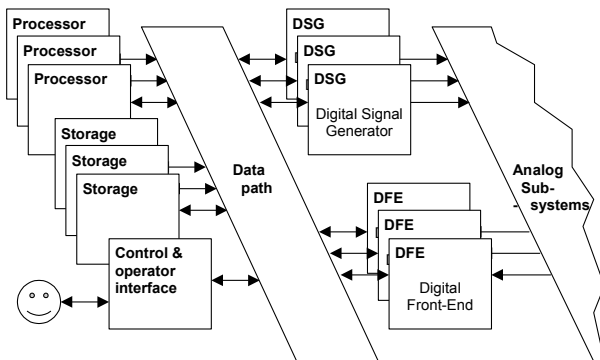 Processor
Processor
Processor
Storage
Storage
Storage
Control &
operator
interface
Data
path
DSG
DSG
DSG
Digital Signal
Generator
DFE
DFE
DFE
Digital
Front-End
Analog
Sub-
-systems